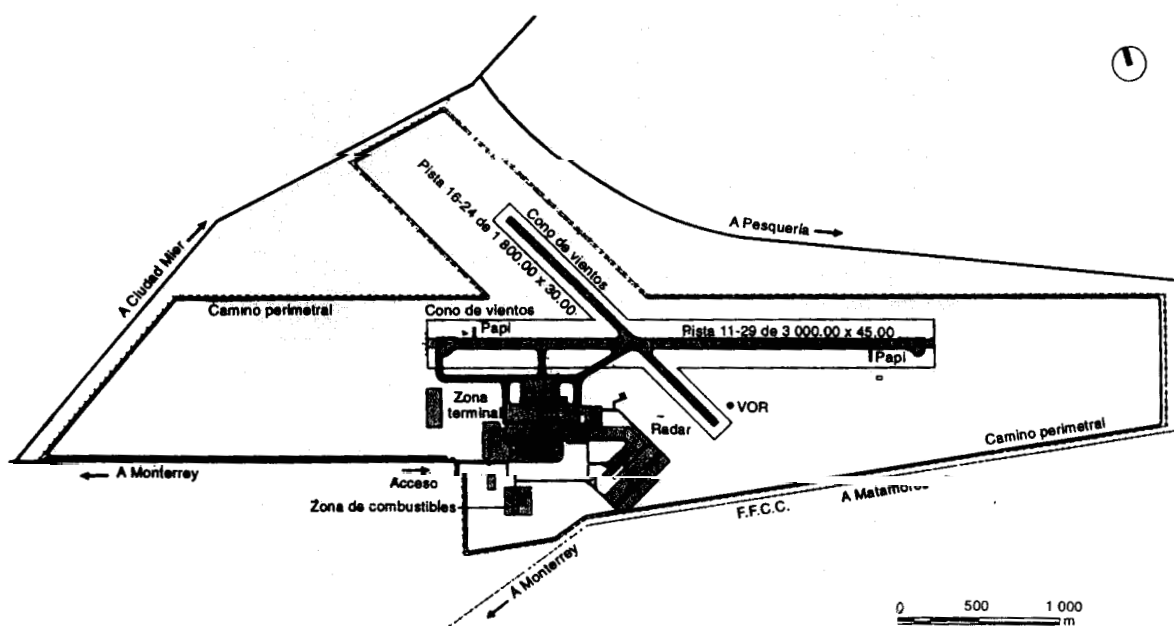 Pista 16-24 de 1 800.00 x 30.00
Cono de vientos
A Pesquería
A Ciudad Mier
Camino perimetral
Cono de vientos
Papi
Pista 11-29 de 3 000.00 x 45.00
Papi
Zona
terminal
VOR
Radar
Camino perimetral
A Monterrey
Acceso
A Matamoros
Zona de combustibles
F.F.C.C.
A Monterrey
0 500 1 000
m